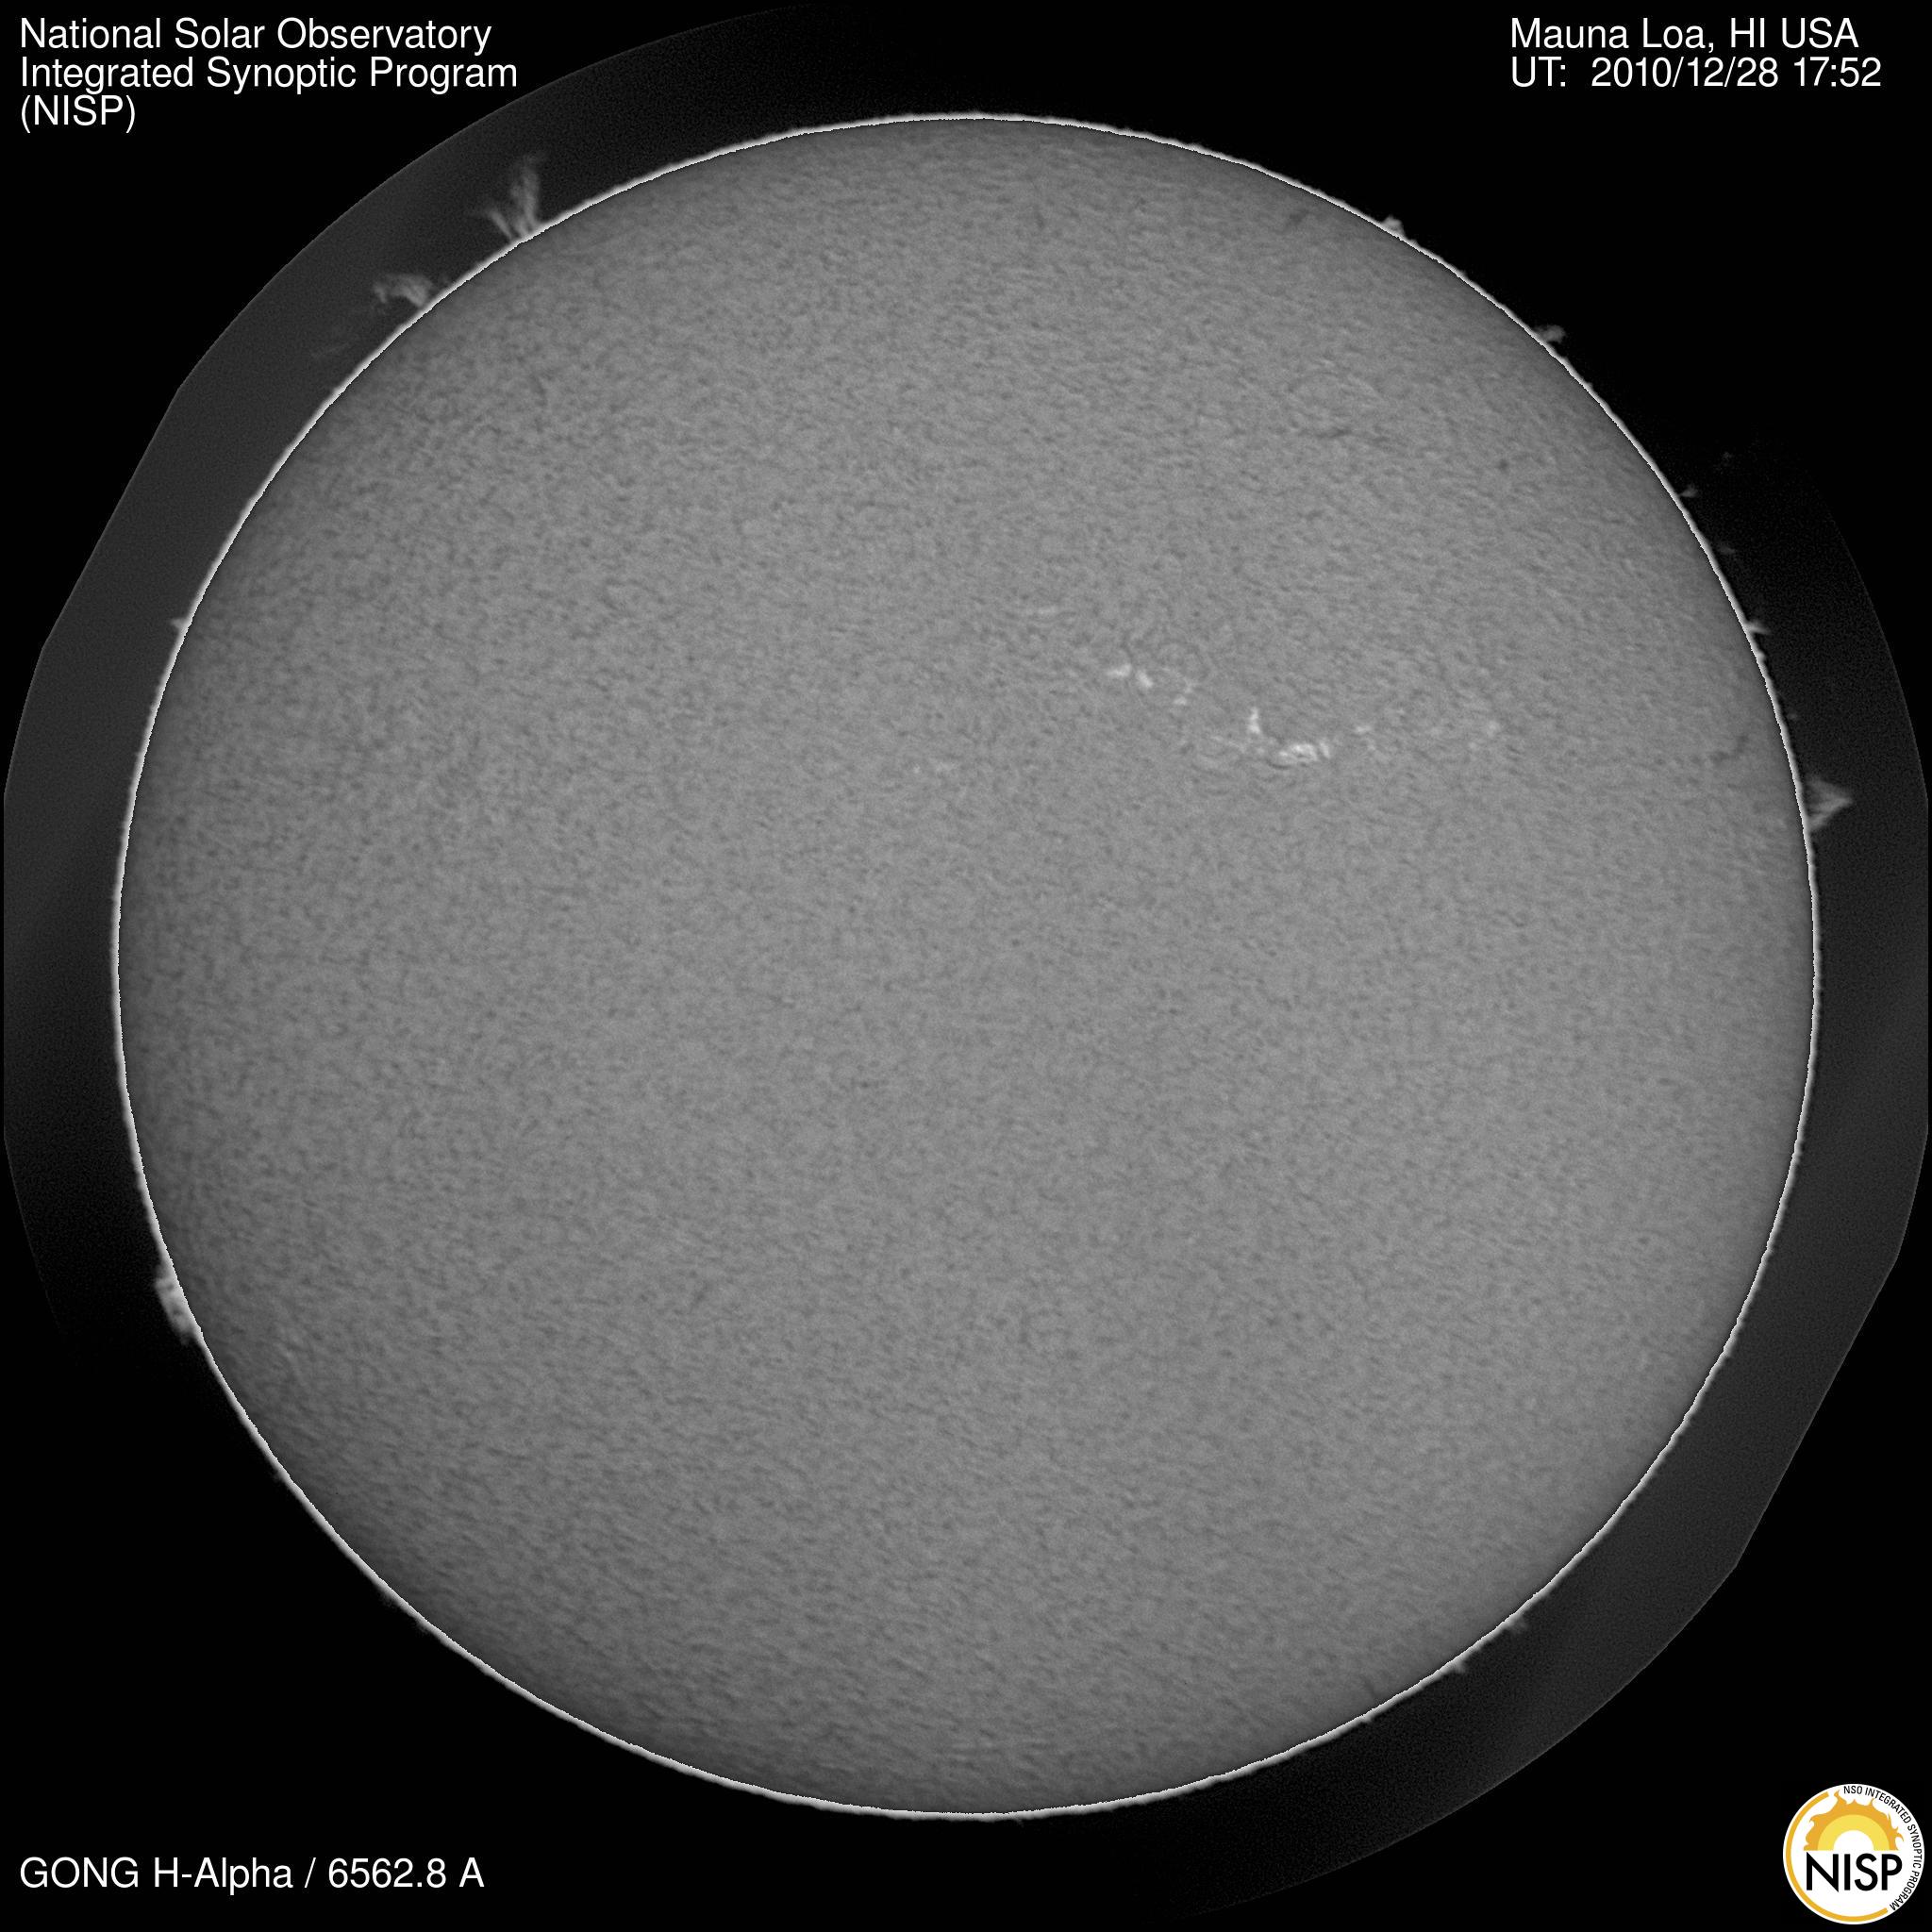 National Solar Observatory
Integrated Synoptic Program
(NISP)
Mauna Loa, HI USA
UT: 2010/12/28 17:52
GONG H-Alpha / 6562.8 A
NSO INTEGRATED SYNOPTIC PROGRAM
NISP